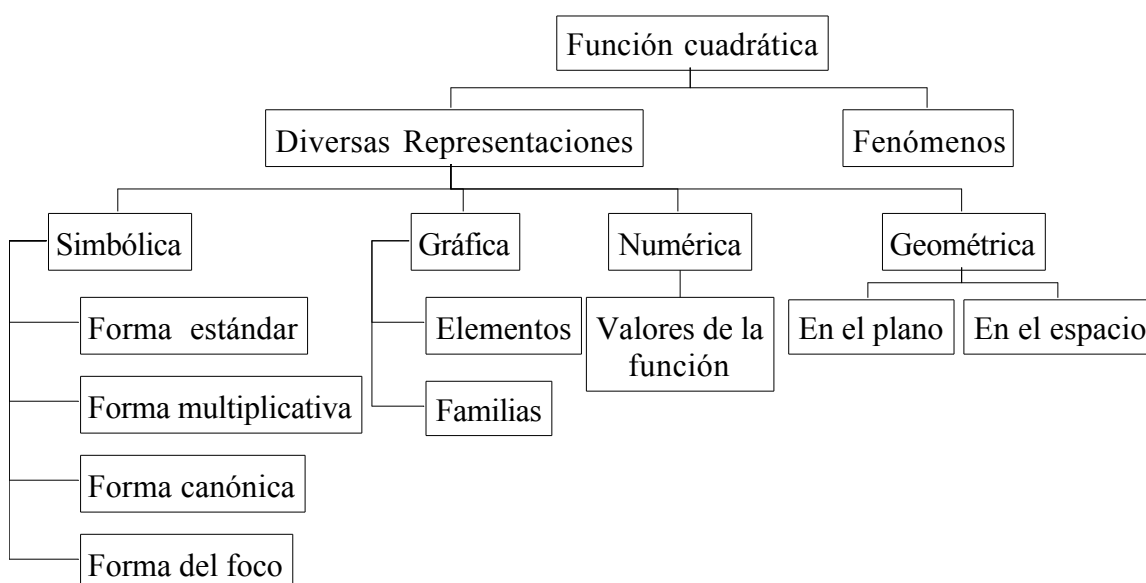 Función cuadrática
Diversas Representaciones
Fenómenos
Simbólica
Gráfica
Numérica
Geométrica
Forma estándar
Elementos
Valores de la
función
En el plano
En el espacio
Forma multiplicativa
Familias
Forma canónica
Forma del foco